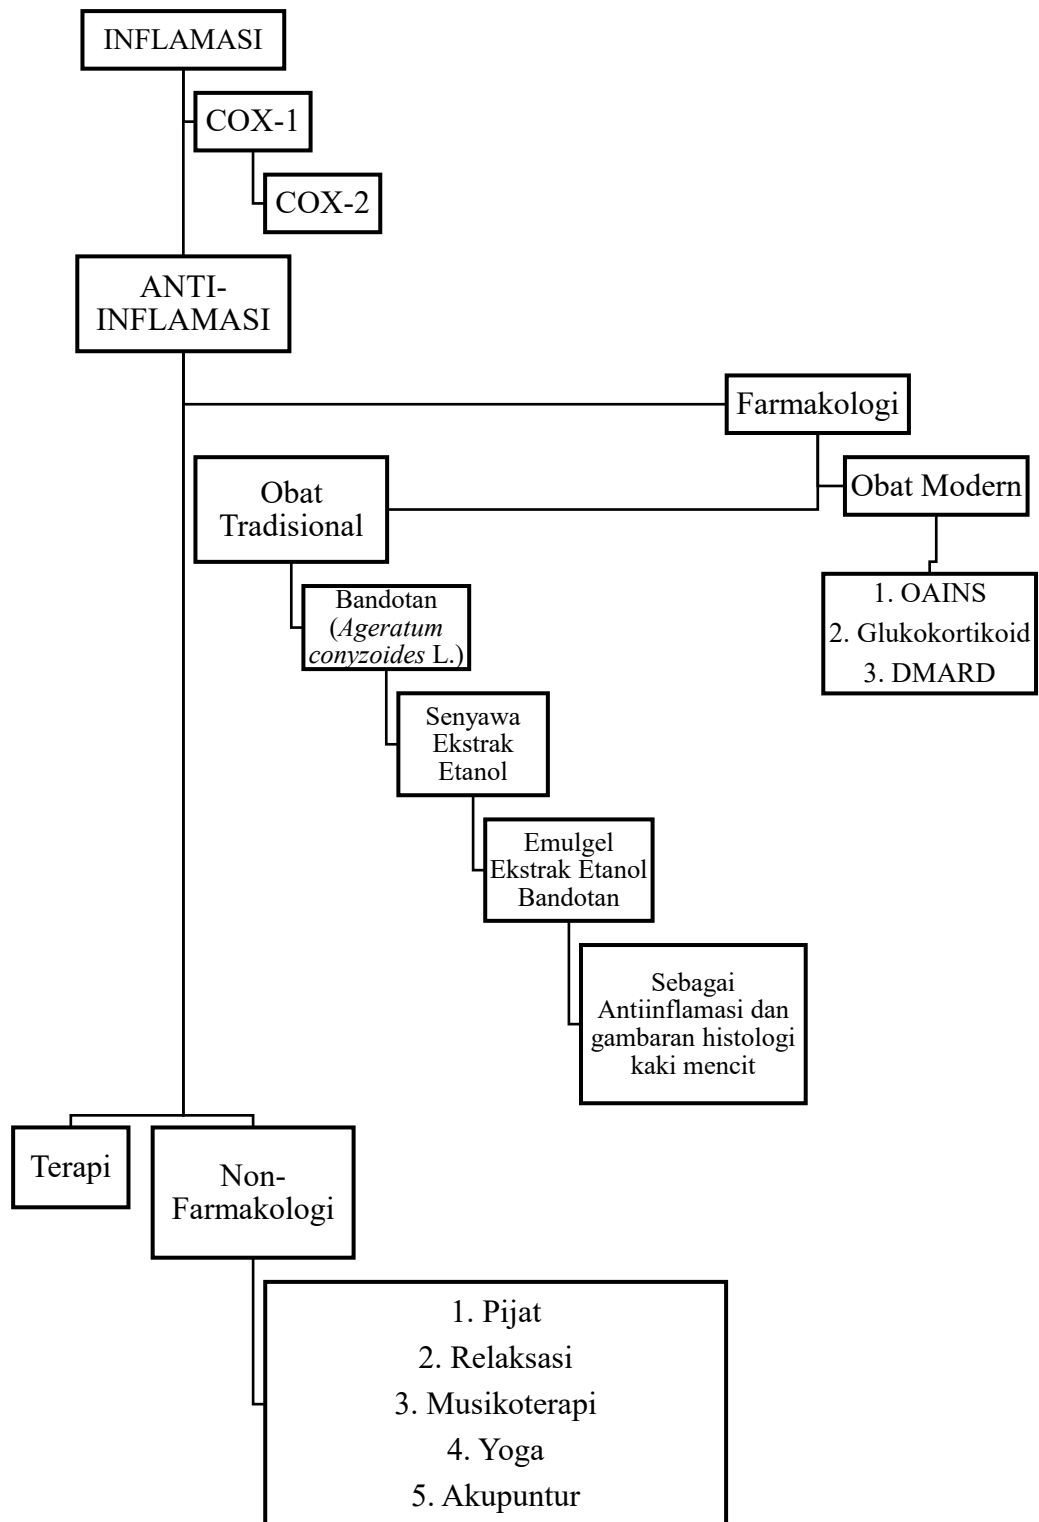 INFLAMASI
COX-1
COX-2
ANTI-
INFLAMASI
Farmakologi
Obat
Tradisional
Obat Modern
Bandotan
(Ageratum
conyzoides L.)
1. OAINS
2. Glukokortikoid
3. DMARD
Senyawa
Ekstrak
Etanol
Emulgel
Ekstrak Etanol
Bandotan
Sebagai
Antiinflamasi dan
gambaran histologi
kaki mencit
Terapi
Non-
Farmakologi
1. Pijat
2. Relaksasi
3. Musikoterapi
4. Yoga
5. Akupuntur